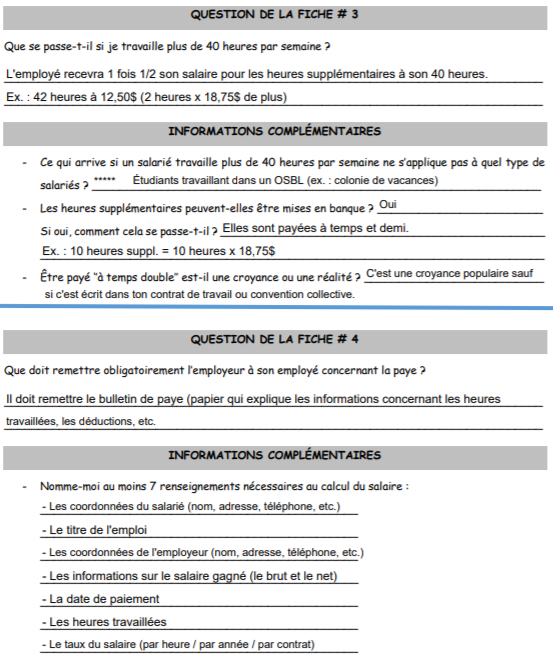 QUESTION DE LA FICHE # 3
Que se passe-t-il si je travaille plus de 40 heures par semaine ?
L'employé recevra 1 fois 1/2 son salaire pour les heures supplémentaires à son 40 heures.
Ex. : 42 heures à 12,50$ (2 heures x 18,75$ de plus)
INFORMATIONS COMPLÉMENTAIRES
- Ce qui arrive si un salarié travaille plus de 40 heures par semaine ne s'applique pas à quel type de
salariés ? ***** Étudiants travaillant dans un OSBL (ex. : colonie de vacances)
- Les heures supplémentaires peuvent-elles être mises en banque ? Oui
Si oui, comment cela se passe-t-il ? Elles sont payées à temps et demi.
Ex. : 10 heures suppl. = 10 heures x 18,75$
- Être payé "à temps double" est-il une croyance ou une réalité ? C'est une croyance populaire sauf
si c'est écrit dans ton contrat de travail ou convention collective.
QUESTION DE LA FICHE # 4
Que doit remettre obligatoirement l'employeur à son employé concernant la paye ?
Il doit remettre le bulletin de paye (papier qui explique les informations concernant les heures
travaillées, les déductions, etc.
INFORMATIONS COMPLÉMENTAIRES
- Nomme-moi au moins 7 renseignements nécessaires au calcul du salaire :
- Les coordonnées du salarié (nom, adresse, téléphone, etc.)
- Le titre de l'emploi
- Les coordonnées de l'employeur (nom, adresse, téléphone, etc.)
- Les informations sur le salaire gagné (le brut et le net)
- La date de paiement
- Les heures travaillées
- Le taux du salaire (par heure / par année / par contrat)